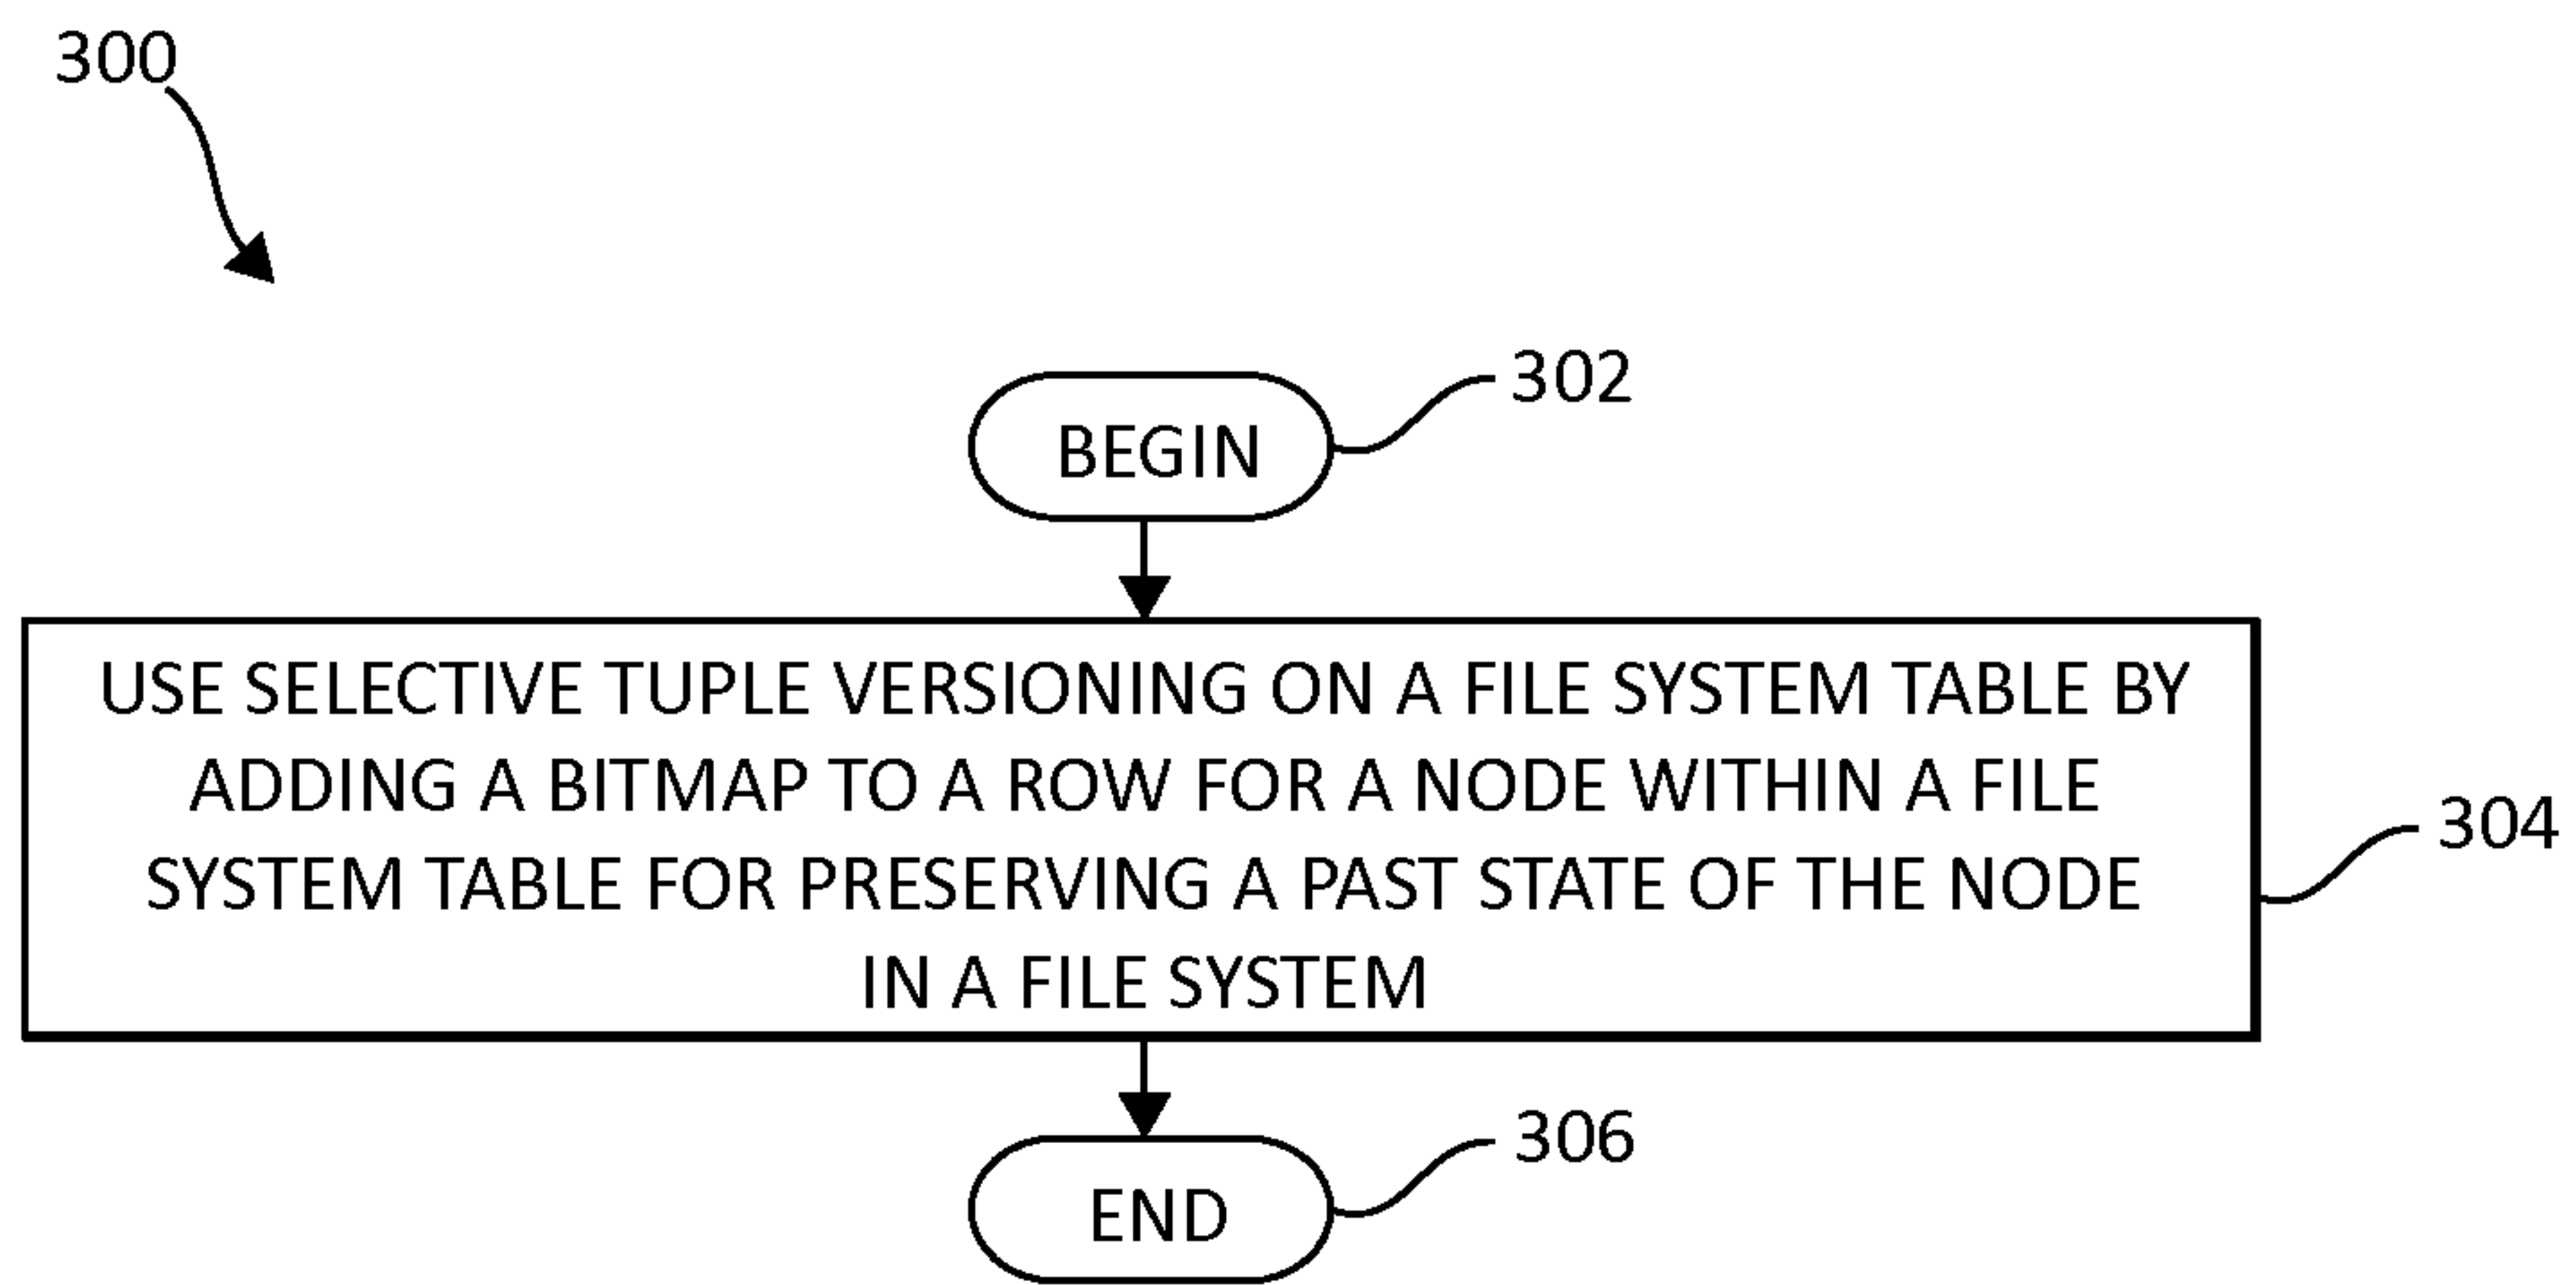 300
302
BEGIN
USE SELECTIVE TUPLE VERSIONING ON A FILE SYSTEM TABLE BY
ADDING A BITMAP TO A ROW FOR A NODE WITHIN A FILE
SYSTEM TABLE FOR PRESERVING A PAST STATE OF THE NODE
IN A FILE SYSTEM
304
306
END